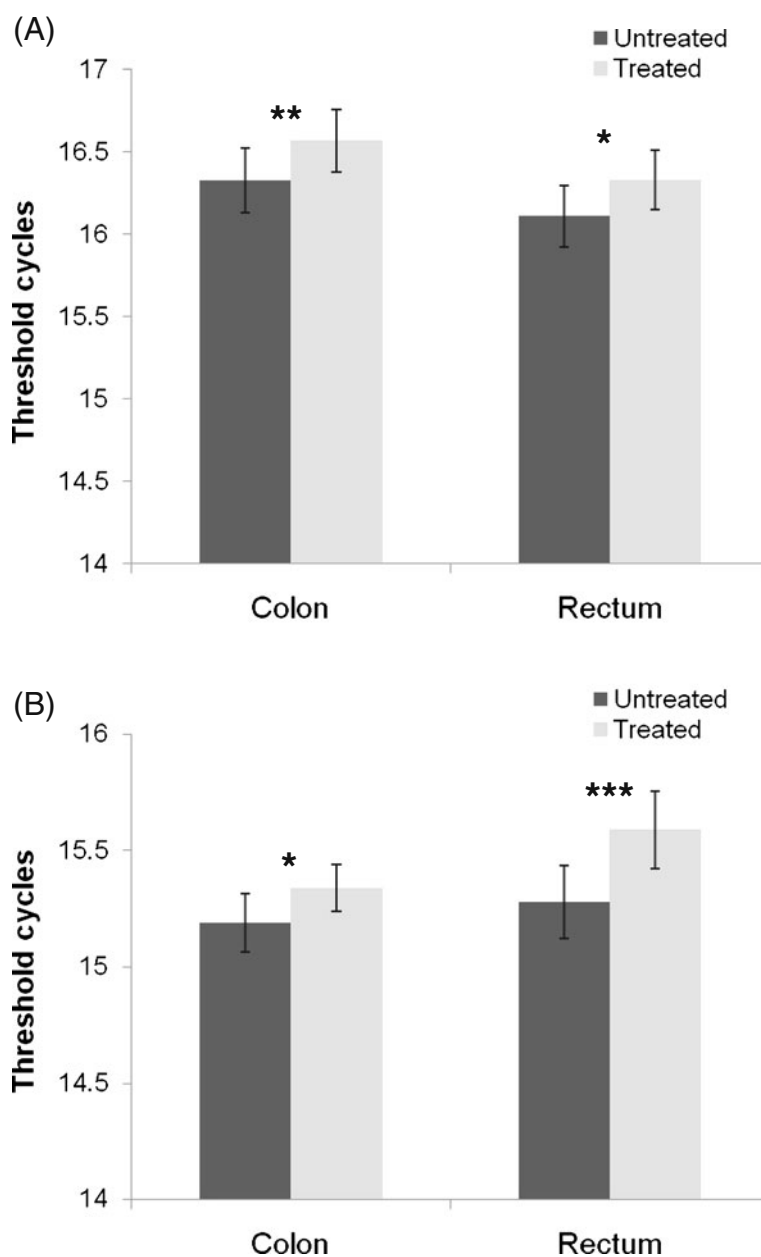 (A)
Untreated
Treated
17
16.5
16
15.5
15
14.5
14
Threshold cycles
**
*
Colon Rectum
(B)
Untreated
Treated
16
15.5
15
14.5
14
Threshold cycles
*
***
Colon Rectum